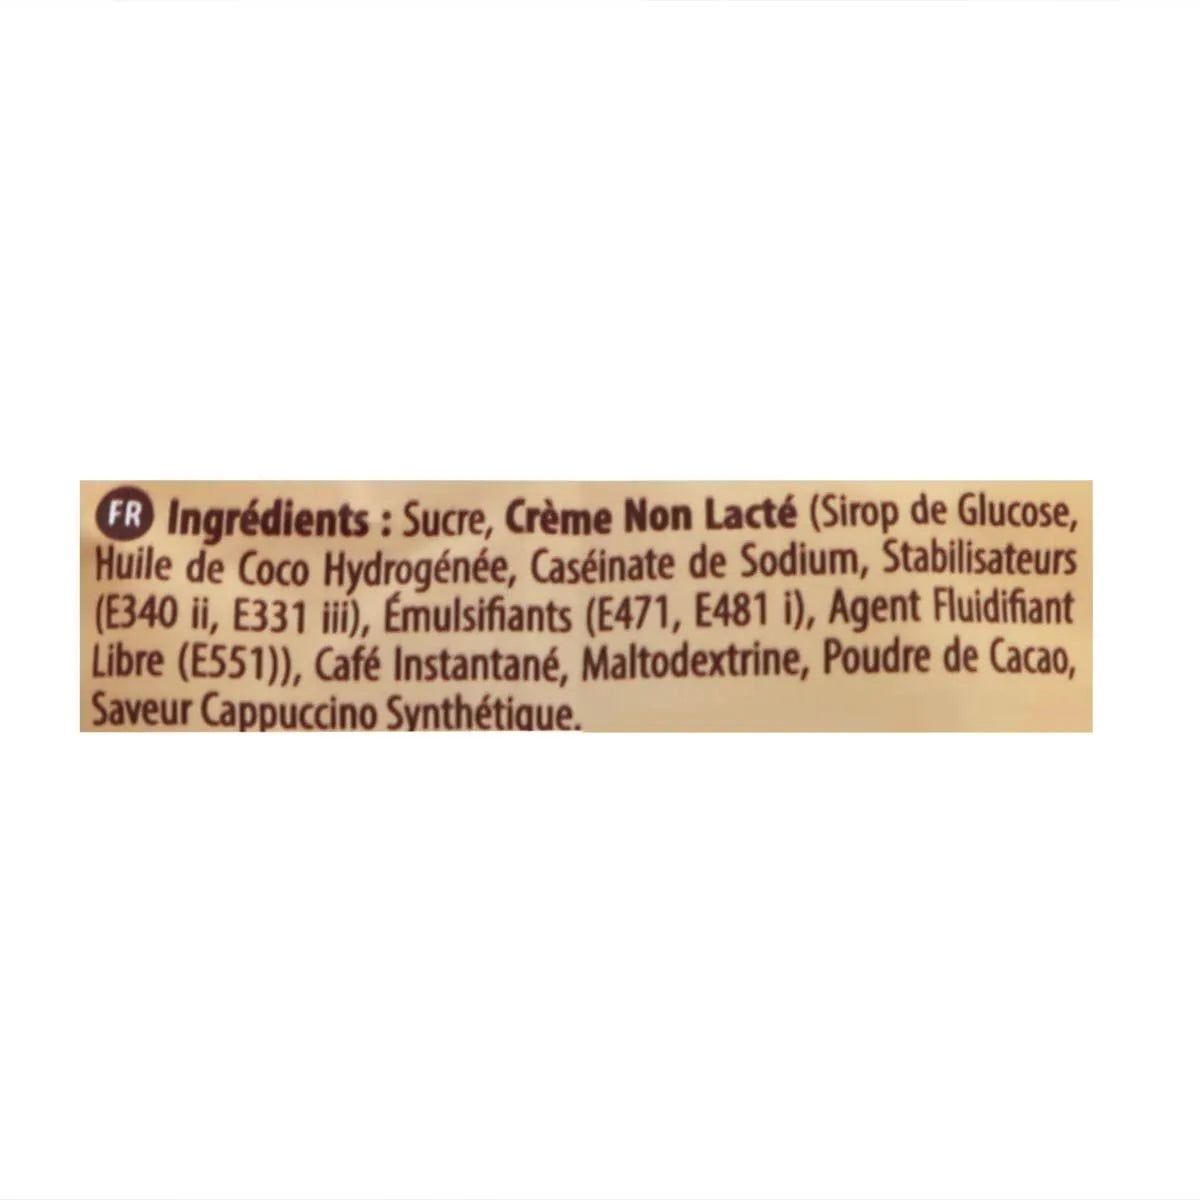 FR Ingrédients : Sucre, Crème Non Lacté (Sirop de Glucose,
Huile de Coco Hydrogénée, Caséinate de Sodium, Stabilisateurs
(E340 ii, E331 iii), Émulsifiants (E471, E481 i), Agent Fluidifiant
Libre (E551)), Café Instantané, Maltodextrine, Poudre de Cacao,
Saveur Cappuccino Synthétique.